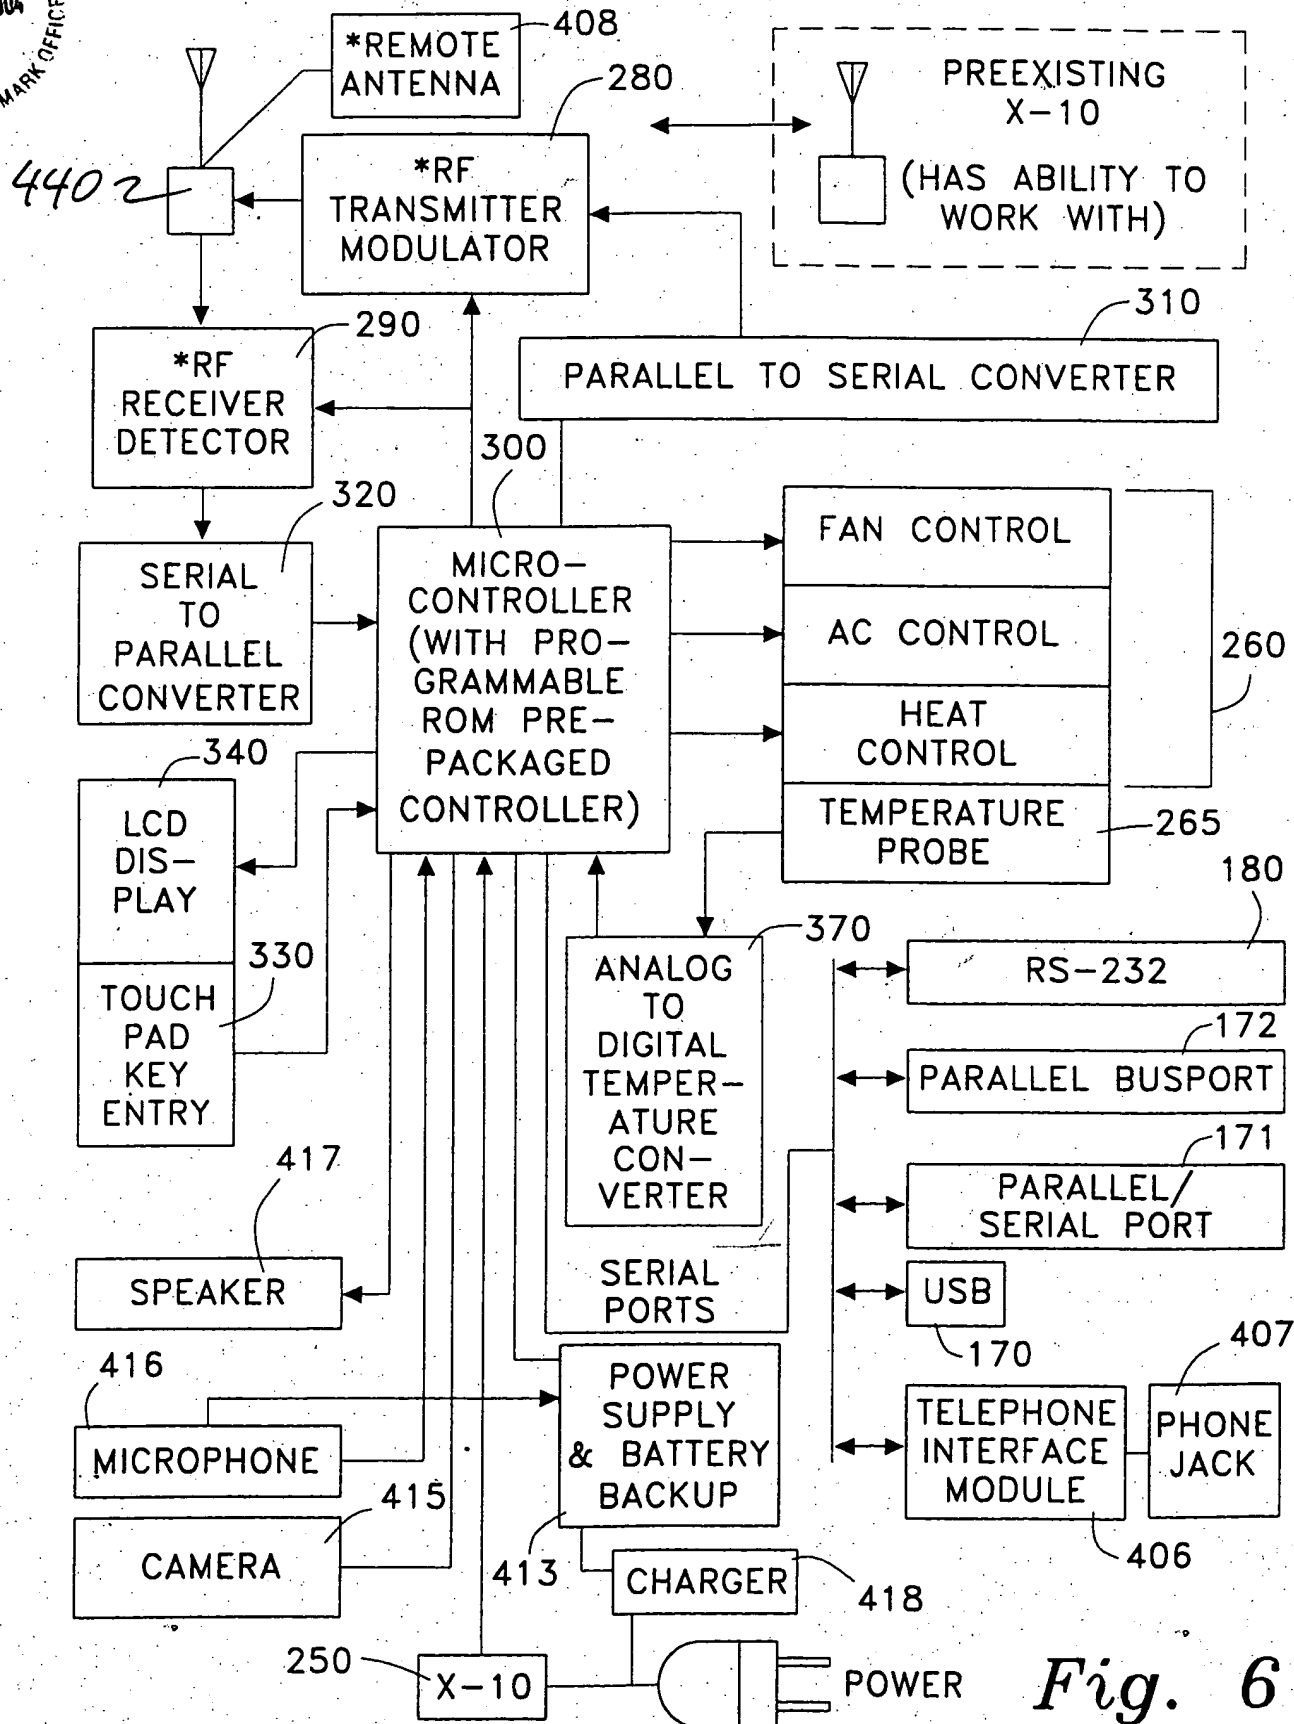 MARK OFFICE
*REMOTE
ANTENNA
408
280
PREEXISTING
X-10
(HAS ABILITY TO
WORK WITH)
440
*RF
TRANSMITTER
MODULATOR
310
290
*RF
RECEIVER
DETECTOR
PARALLEL TO SERIAL CONVERTER
300
320
SERIAL
TO
PARALLEL
CONVERTER
MICRO-
CONTROLLER
(WITH PRO-
GRAMMABLE
ROM PRE-
PACKAGED
CONTROLLER)
FAN CONTROL
AC CONTROL
HEAT
CONTROL
260
TEMPERATURE
PROBE
265
340
LCD
DIS-
PLAY
330
TOUCH
PAD
KEY
ENTRY
370
ANALOG
TO
DIGITAL
TEMPER-
ATURE
CON-
VERTER
180
RS-232
172
PARALLEL BUSPORT
171
PARALLEL/
SERIAL PORT
USB
170
417
SPEAKER
SERIAL
PORTS
416
MICROPHONE
POWER
SUPPLY
& BATTERY
BACKUP
413
TELEPHONE
INTERFACE
MODULE
406
407
PHONE
JACK
415
CAMERA
CHARGER
418
250
X-10
POWER
Fig. 6